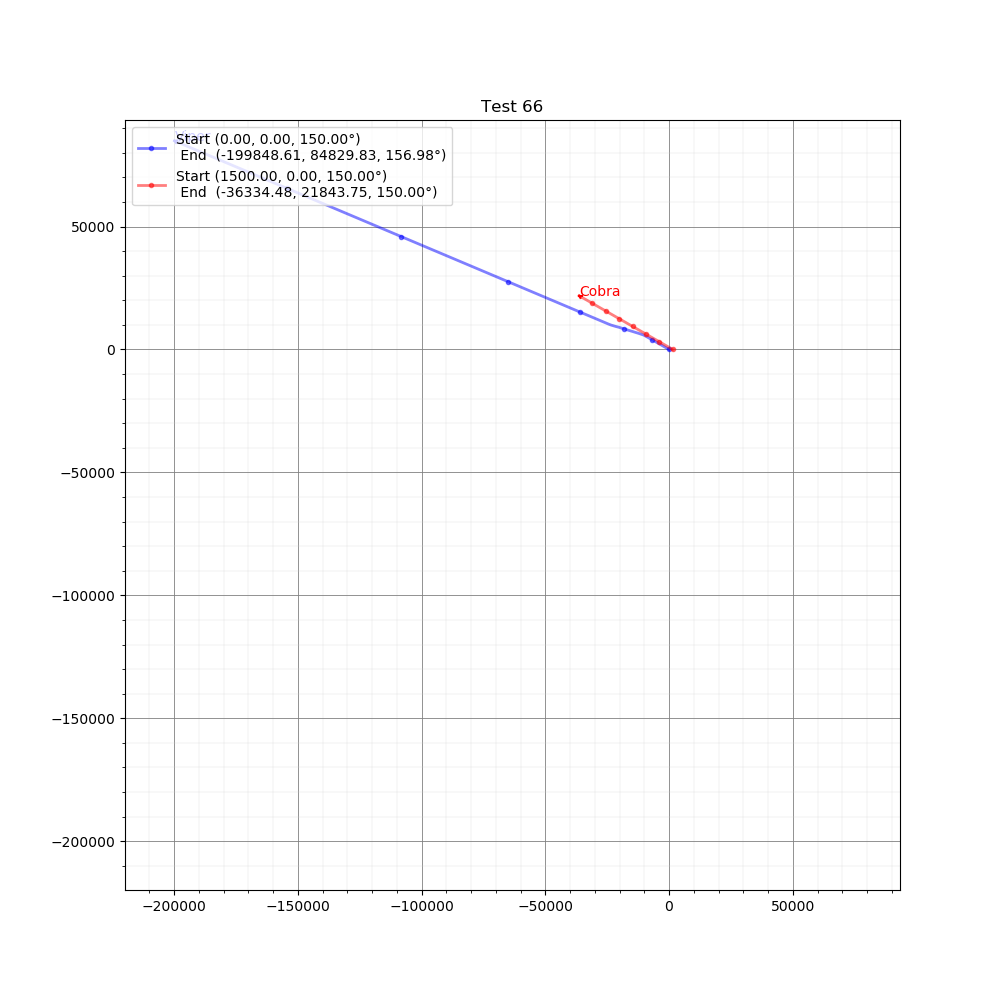 Test 66
Start (0.00, 0.00, 150.00°)
End (-199848.61, 84829.83, 156.98°)
Start (1500.00, 0.00, 150.00°)
End (-36334.48, 21843.75, 150.00°)
Cobra
50000
0
−50000
−100000
−150000
−200000
−200000 −150000 −100000 −50000 0 50000